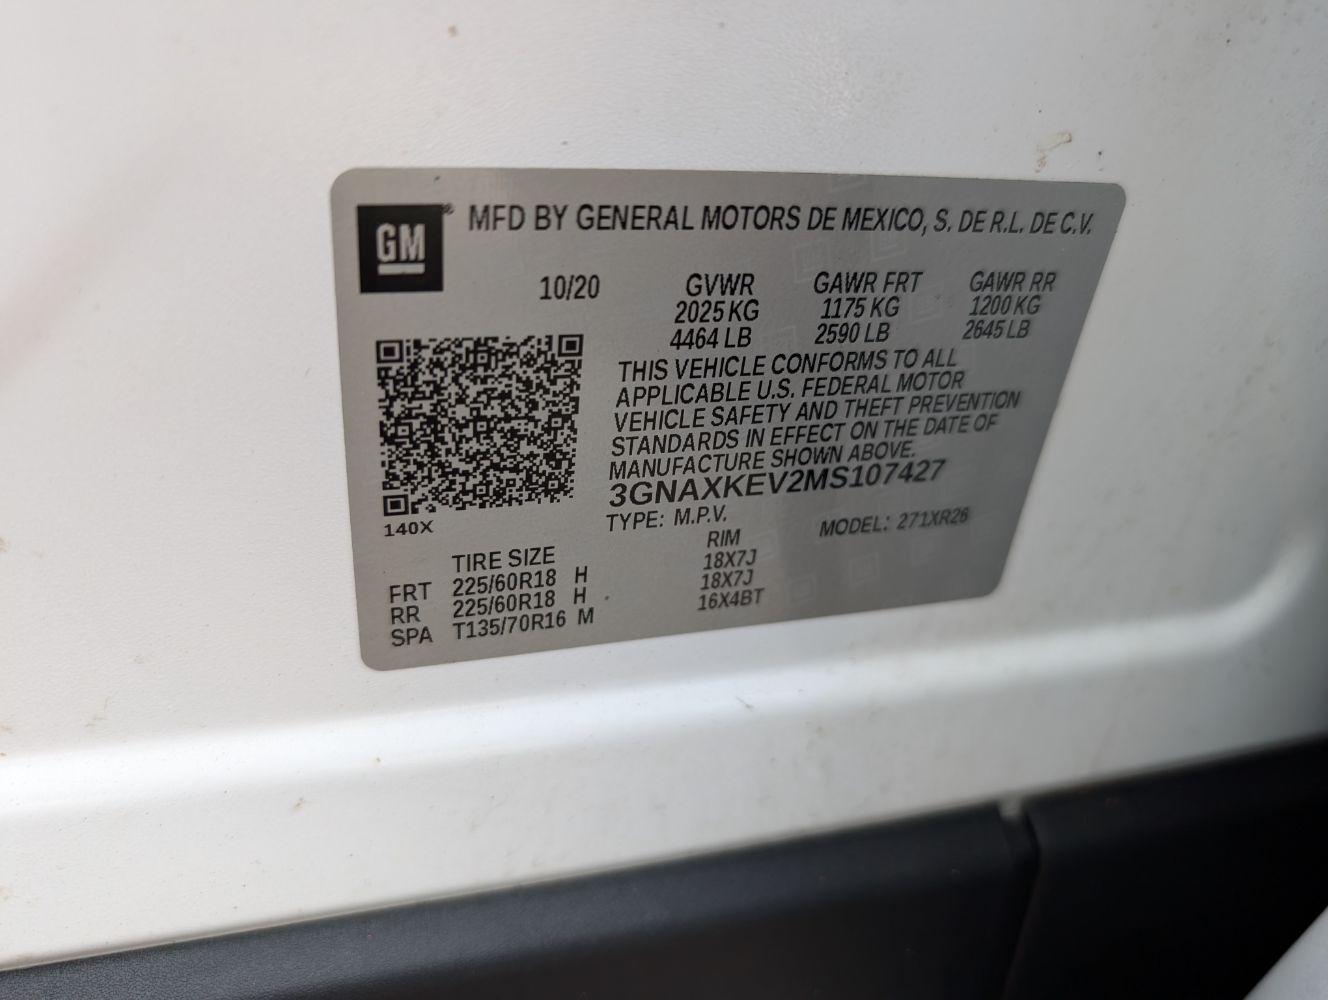 GM ® MFD BY GENERAL MOTORS DE MEXICO, S. DE R.L. DE C.V.
10/20 GVWR GAWR FRT GAWR RR
2025 KG 1175 KG 1200 KG
4464 LB 2590 LB 2645 LB
THIS VEHICLE CONFORMS TO ALL
APPLICABLE U.S. FEDERAL MOTOR
VEHICLE SAFETY AND THEFT PREVENTION
STANDARDS IN EFFECT ON THE DATE OF
MANUFACTURE SHOWN ABOVE.
3GNAXKEV2MS107427
140X TYPE: M.P.V. MODEL: 271XR26
TIRE SIZE RIM
FRT 225/60R18 H 18X7J
RR 225/60R18 H 18X7J
SPA T135/70R16 M 16X4BT